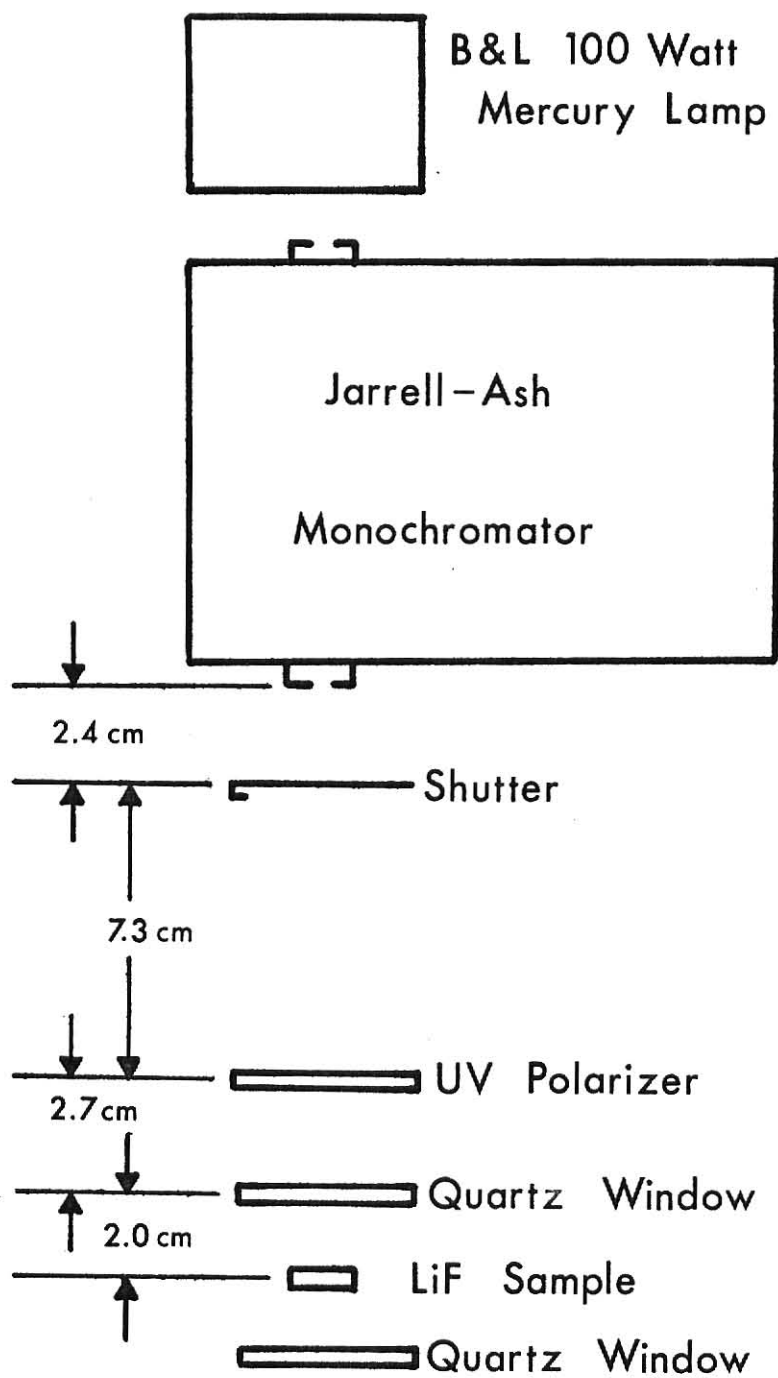 B&L 100 Watt
Mercury Lamp
Jarrell–Ash
Monochromator
2.4 cm
Shutter
7.3 cm
UV Polarizer
2.7 cm
Quartz Window
2.0 cm
LiF Sample
Quartz Window